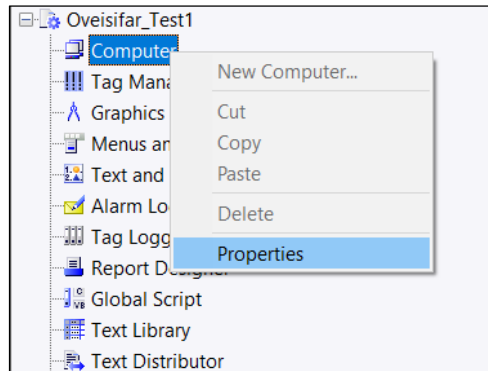 Oveisifar_Test1
Computer
New Computer...
Tag Mana
Cut
Graphics
Copy
Menus an
Paste
Text and
Alarm Lo
Delete
Tag Logg
Properties
Report Designer
Global Script
Text Library
Text Distributor